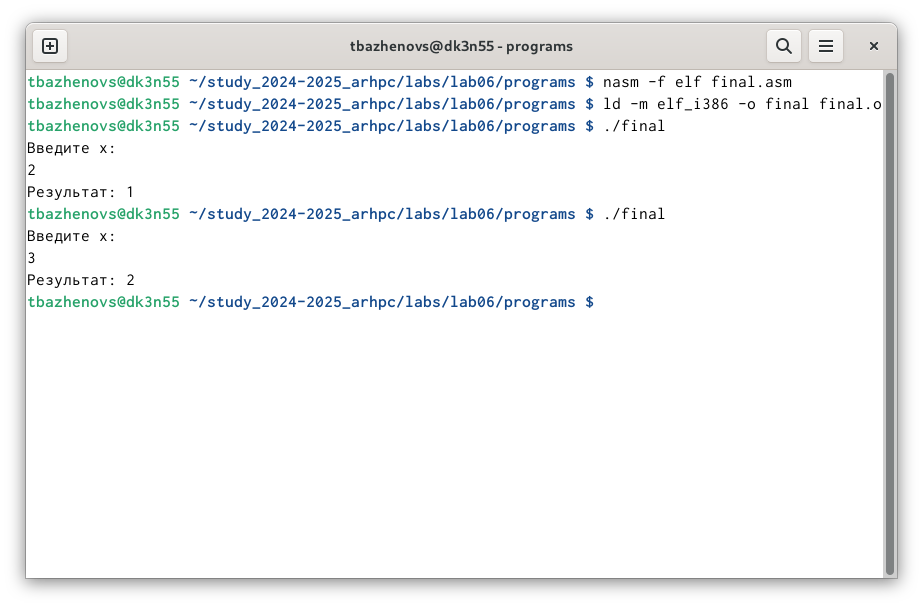 tbazhenovs@dk3n55 - programs
tbazhenovs@dk3n55 ~/study_2024-2025_arhpc/labs/lab06/programs $ nasm -f elf final.asm
tbazhenovs@dk3n55 ~/study_2024-2025_arhpc/labs/lab06/programs $ ld -m elf_i386 -o final final.o
tbazhenovs@dk3n55 ~/study_2024-2025_arhpc/labs/lab06/programs $ ./final
Введите x:
2
Результат: 1
tbazhenovs@dk3n55 ~/study_2024-2025_arhpc/labs/lab06/programs $ ./final
Введите x:
3
Результат: 2
tbazhenovs@dk3n55 ~/study_2024-2025_arhpc/labs/lab06/programs $